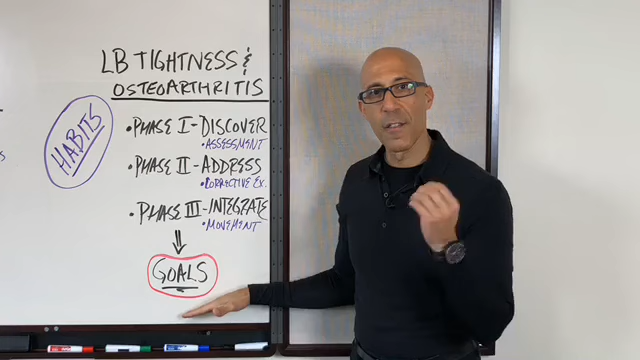 LB TIGHTNESS &
OSTEOARTHRITIS
HABITS
• PHASE I - DISCOVER
• ASSESSMENT
• PHASE II - ADDRESS
• CORRECTIVE EX.
• PHASE III - INTEGRATE
• MOVEMENT
GOALS